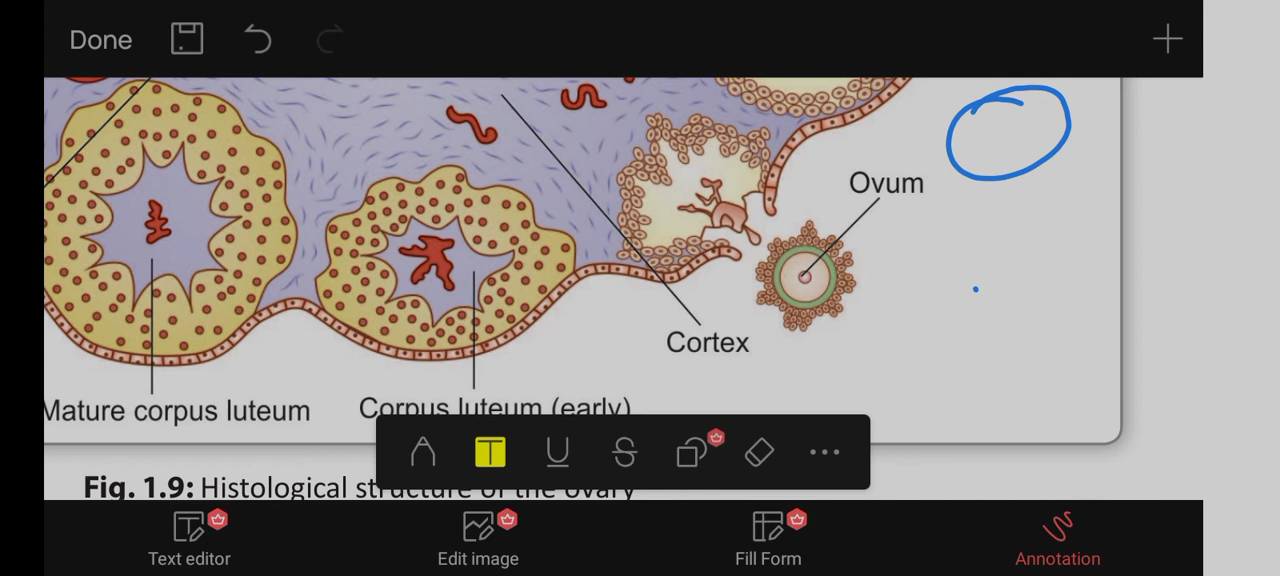 Done
Ovum
Cortex
Mature corpus luteum
Corpus luteum (early)
Fig. 1.9: Histological structure of the ovary
Text editor
Edit image
Fill Form
Annotation